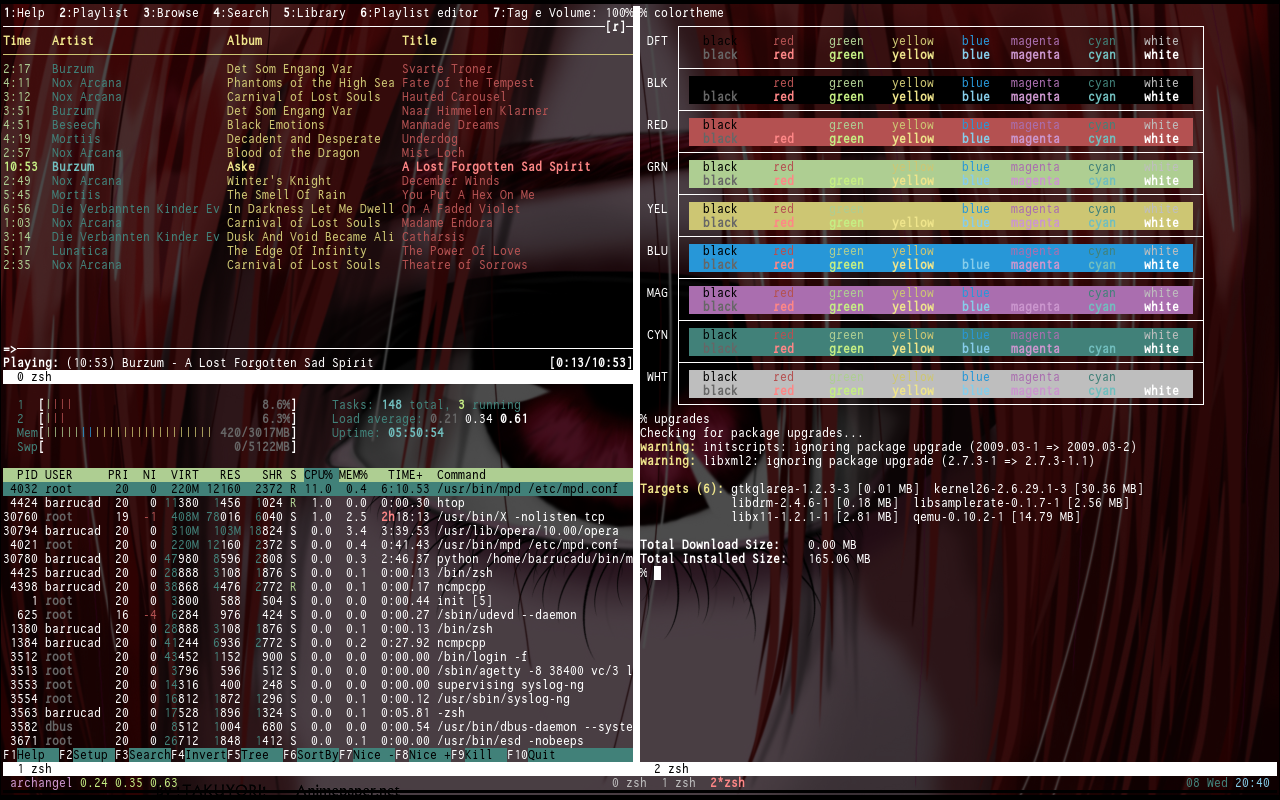 1:Help  2:Playlist  3:Browse  4:Search  5:Library  6:Playlist editor  7:Tag e Volume: 100%
[r]
Time   Artist   Album   Title
2:17   Burzum   Det Som Engang Var   Svarte Troner
4:11   Nox Arcana   Phantoms of the High Sea   Fate of the Tempest
3:12   Nox Arcana   Carnival of Lost Souls   Hauted Carousel
3:51   Burzum   Det Som Engang Var   Naar Himmelen Klarner
4:51   Beseech   Black Emotions   Manmade Dreams
4:19   Mortiis   Decadent and Desperate   Underdog
2:57   Nox Arcana   Blood of the Dragon   Mist Loch
10:53  Burzum   Aske   A Lost Forgotten Sad Spirit
2:49   Nox Arcana   Winter's Knight   December Winds
5:45   Mortiis   The Smell Of Rain   You Put A Hex On Me
6:56   Die Verbannten Kinder Ev   In Darkness Let Me Dwell   On A Faded Violet
1:03   Nox Arcana   Carnival of Lost Souls   Madame Endora
3:14   Die Verbannten Kinder Ev   Dusk And Void Became Ali   Catharsis
5:17   Lunatica   The Edge Of Infinity   The Power Of Love
2:35   Nox Arcana   Carnival of Lost Souls   Theatre of Sorrows
=>
Playing: (10:53) Burzum - A Lost Forgotten Sad Spirit   [0:13/10:53]
0 zsh
1 [|||| 8.6%]   Tasks: 148 total, 3 running
2 [||| 6.3%]   Load average: 0.21 0.34 0.61
Mem[|||||||||||||||||||||||| 420/3017MB]   Uptime: 05:50:54
Swp[ 0/5122MB]
PID USER PRI NI VIRT RES SHR S CPU% MEM% TIME+ Command
4032 root 20 0 220M 12160 2372 R 11.0 0.4 6:10.53 /usr/bin/mpd /etc/mpd.conf
4424 barrucad 20 0 11380 1456 1024 R 1.0 0.0 0:00.30 htop
30760 root 19 -1 408M 78016 6040 S 1.0 2.5 2h18:13 /usr/bin/X -nolisten tcp
30794 barrucad 20 0 310M 103M 18824 S 0.0 3.4 3:39.53 /usr/lib/opera/10.00/opera
4021 root 20 0 220M 12160 2372 S 0.0 0.4 0:41.43 /usr/bin/mpd /etc/mpd.conf
30780 barrucad 20 0 47980 8596 2808 S 0.0 0.3 2:46.37 python /home/barrucadu/bin/m
4425 barrucad 20 0 28888 3108 1876 S 0.0 0.1 0:00.13 /bin/zsh
4398 barrucad 20 0 38868 4476 2772 R 0.0 0.1 0:00.17 ncmpcpp
1 root 20 0 3800 588 504 S 0.0 0.0 0:00.44 init [5]
625 root 16 -4 6284 976 424 S 0.0 0.0 0:00.27 /sbin/udevd --daemon
1380 barrucad 20 0 28888 3108 1876 S 0.0 0.1 0:00.13 /bin/zsh
1384 barrucad 20 0 41244 6936 2772 S 0.0 0.2 0:27.92 ncmpcpp
3512 root 20 0 43452 1152 900 S 0.0 0.0 0:00.00 /bin/login -f
3513 root 20 0 3796 596 512 S 0.0 0.0 0:00.00 /sbin/agetty -8 38400 vc/3 l
3553 root 20 0 14316 400 248 S 0.0 0.0 0:00.00 supervising syslog-ng
3554 root 20 0 16812 1872 1296 S 0.0 0.1 0:00.12 /usr/sbin/syslog-ng
3563 barrucad 20 0 17528 1896 1324 S 0.0 0.1 0:05.81 -zsh
3582 dbus 20 0 8512 1004 680 S 0.0 0.0 0:00.54 /usr/bin/dbus-daemon --syste
3671 root 20 0 26712 1848 1412 S 0.0 0.1 0:00.00 /usr/bin/esd -nobeeps
F1Help F2Setup F3SearchF4InvertF5Tree F6SortByF7Nice -F8Nice +F9Kill F10Quit
1 zsh
% colortheme
DFT black red green yellow blue magenta cyan white
black red green yellow blue magenta cyan white
BLK red green yellow blue magenta cyan white
black red green yellow blue magenta cyan white
RED black green yellow blue magenta cyan white
black red green yellow blue magenta cyan white
GRN black red blue magenta cyan white
black red green yellow blue magenta cyan white
YEL black red blue magenta cyan white
black red green yellow blue magenta cyan white
BLU black red green yellow magenta cyan white
black red green yellow blue magenta cyan white
MAG black red green yellow blue cyan white
black red green yellow blue magenta cyan white
CYN black red green yellow blue magenta white
black red green yellow blue magenta cyan white
WHT black red green yellow blue magenta cyan
black red green yellow blue magenta cyan white
% upgrades
Checking for package upgrades...
warning: initscripts: ignoring package upgrade (2009.03-1 => 2009.03-2)
warning: libxml2: ignoring package upgrade (2.7.3-1 => 2.7.3-1.1)
Targets (6): gtkglarea-1.2.3-3 [0.01 MB]  kernel26-2.6.29.1-3 [30.36 MB]
libdrm-2.4.6-1 [0.18 MB]  libsamplerate-0.1.7-1 [2.56 MB]
libx11-1.2.1-1 [2.81 MB]  qemu-0.10.2-1 [14.79 MB]
Total Download Size:    0.00 MB
Total Installed Size:   165.06 MB
%
2 zsh
archangel 0.24 0.35 0.63   0 zsh  1 zsh  2*zsh   08 Wed 20:40
Animepaper.net